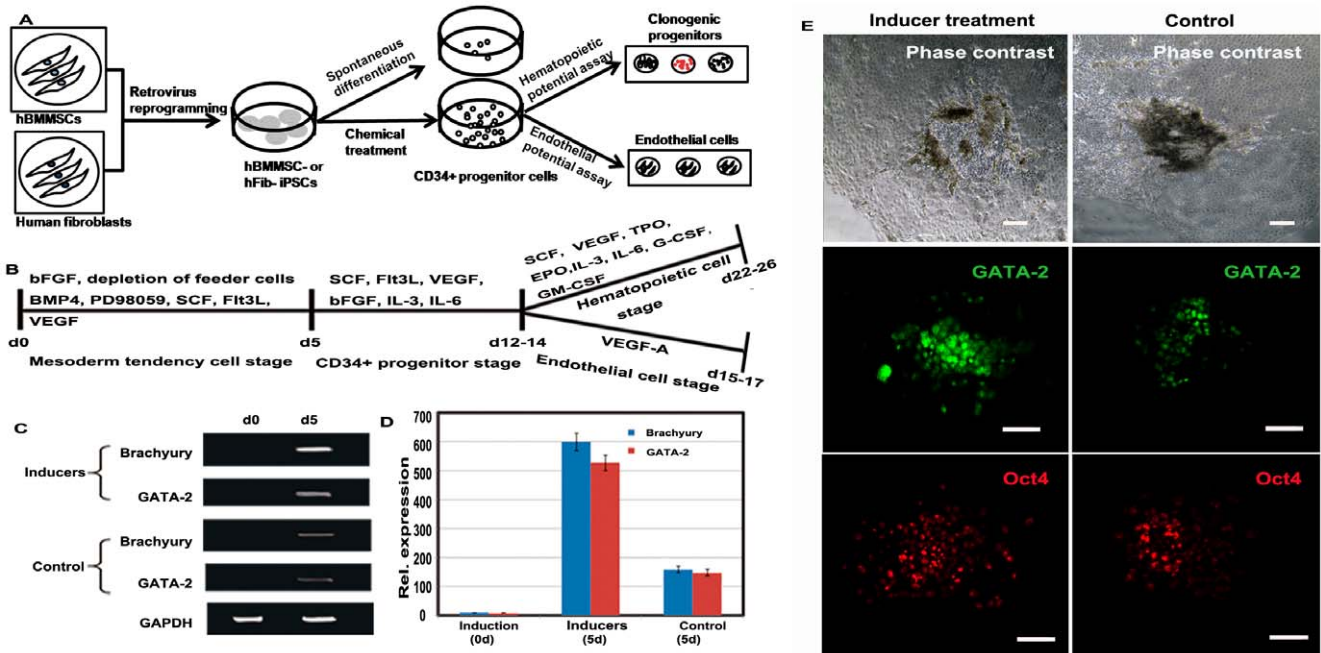 A
hBMMSCs
Human fibroblasts
Retrovirus
reprogramming
hBMMSC- or
hFib- iPSCs
Spontaneous
differentiation
Chemical
treatment
CD34+ progenitor cells
Hematopoietic
potential assay
Endothelial
potential assay
Clonogenic
progenitors
Endothelial cells
B
bFGF, depletion of feeder cells
BMP4, PD98059, SCF, Flt3L,
VEGF
d0
Mesoderm tendency cell stage
d5
SCF, Flt3L, VEGF,
bFGF, IL-3, IL-6
CD34+ progenitor stage
d12-14
SCF, VEGF, TPO,
EPO,IL-3, IL-6, G-CSF,
GM-CSF
Hematopoietic cell
stage
d22-26
VEGF-A
Endothelial cell stage
d15-17
C
d0 d5
Inducers
Brachyury
GATA-2
Control
Brachyury
GATA-2
GAPDH
D
Rel. expression
700
600
500
400
300
200
100
0
Brachyury
GATA-2
Induction
(0d)
Inducers
(5d)
Control
(5d)
E
Inducer treatment
Control
Phase contrast
Phase contrast
GATA-2
GATA-2
Oct4
Oct4